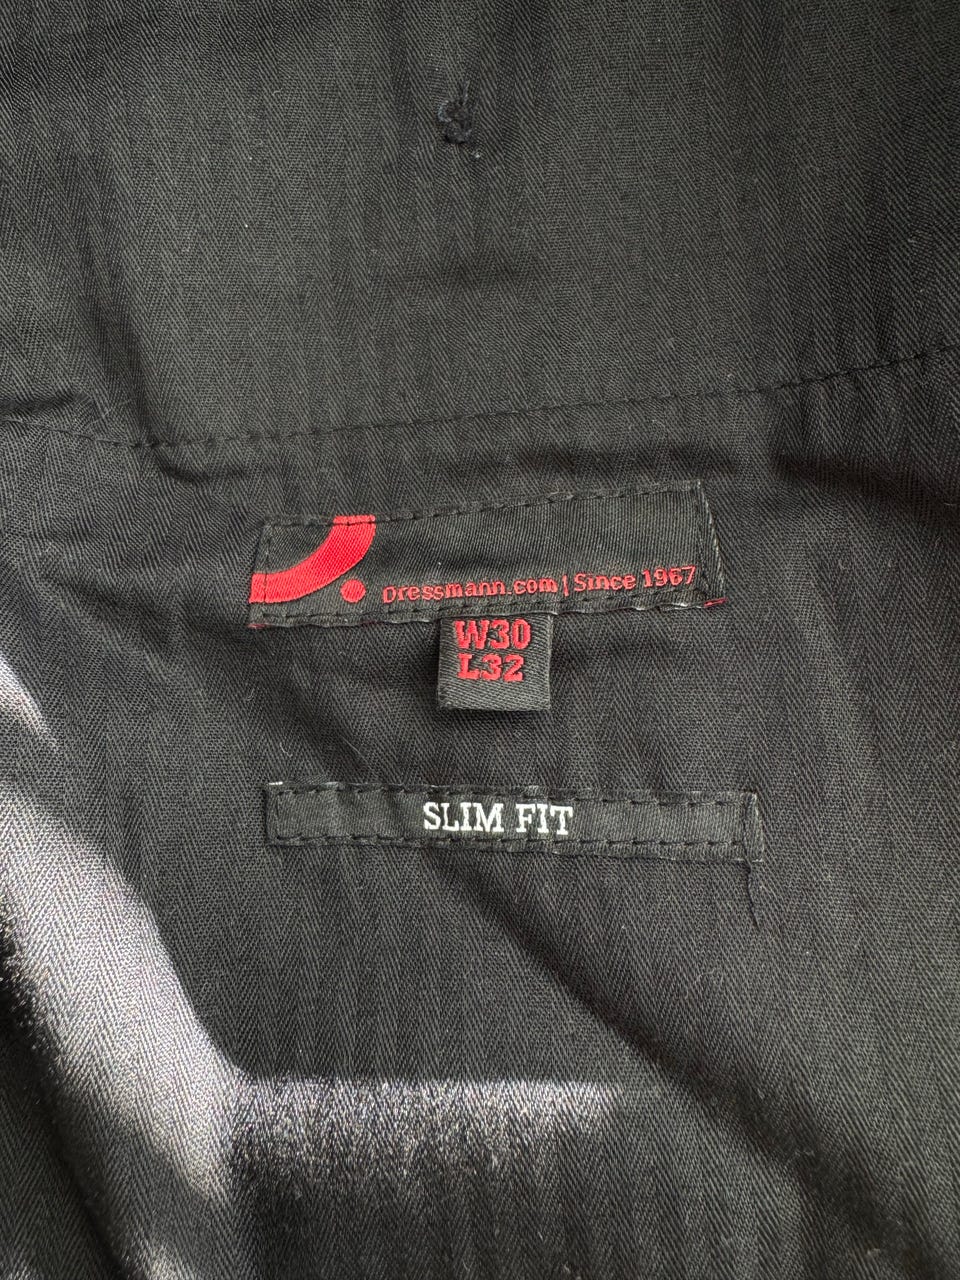 Dressmann.com | Since 1967
W30
L32
SLIM FIT